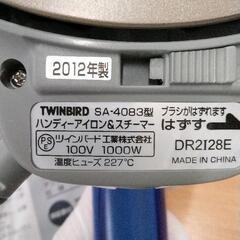 2012年製
TWINBIRD SA-4083型
ハンディーアイロン&スチーマー
ブラシがはずれます
はずす
PSE ツインバード工業株式会社
100V 1000W
温度ヒューズ 227℃
DR2I28E
MADE IN CHINA